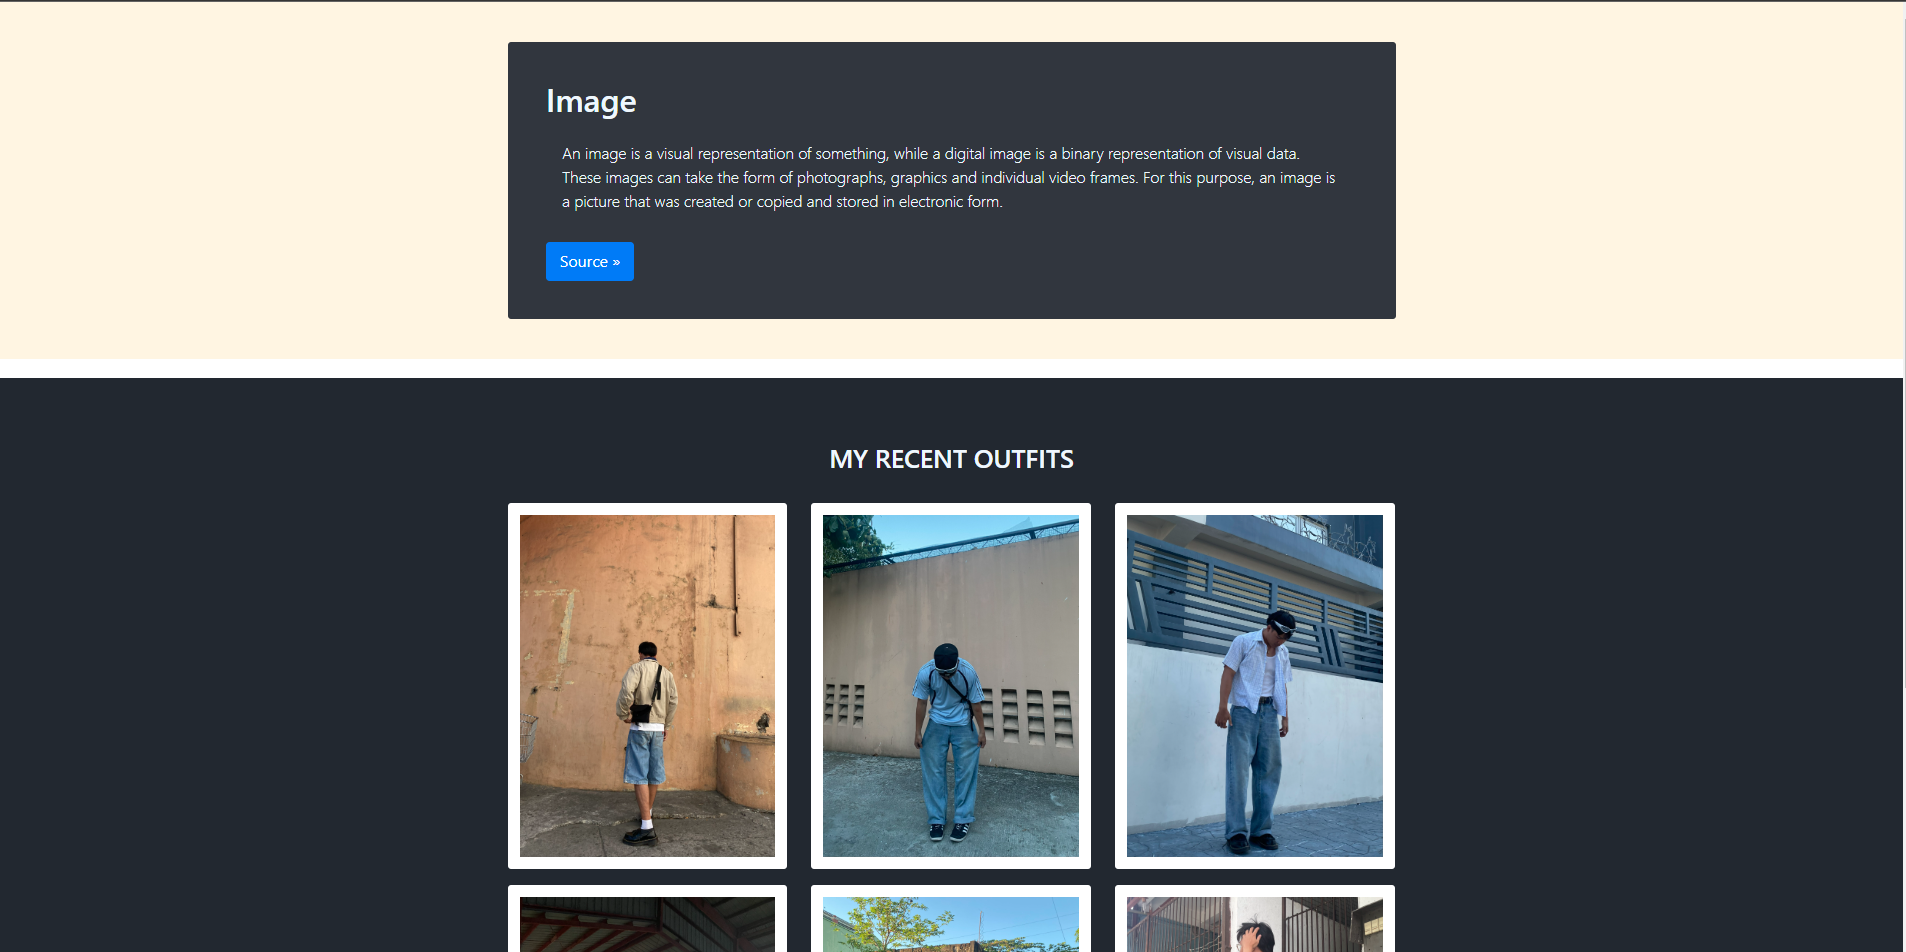 Image
An image is a visual representation of something, while a digital image is a binary representation of visual data.
These images can take the form of photographs, graphics and individual video frames. For this purpose, an image is
a picture that was created or copied and stored in electronic form.
Source »
MY RECENT OUTFITS